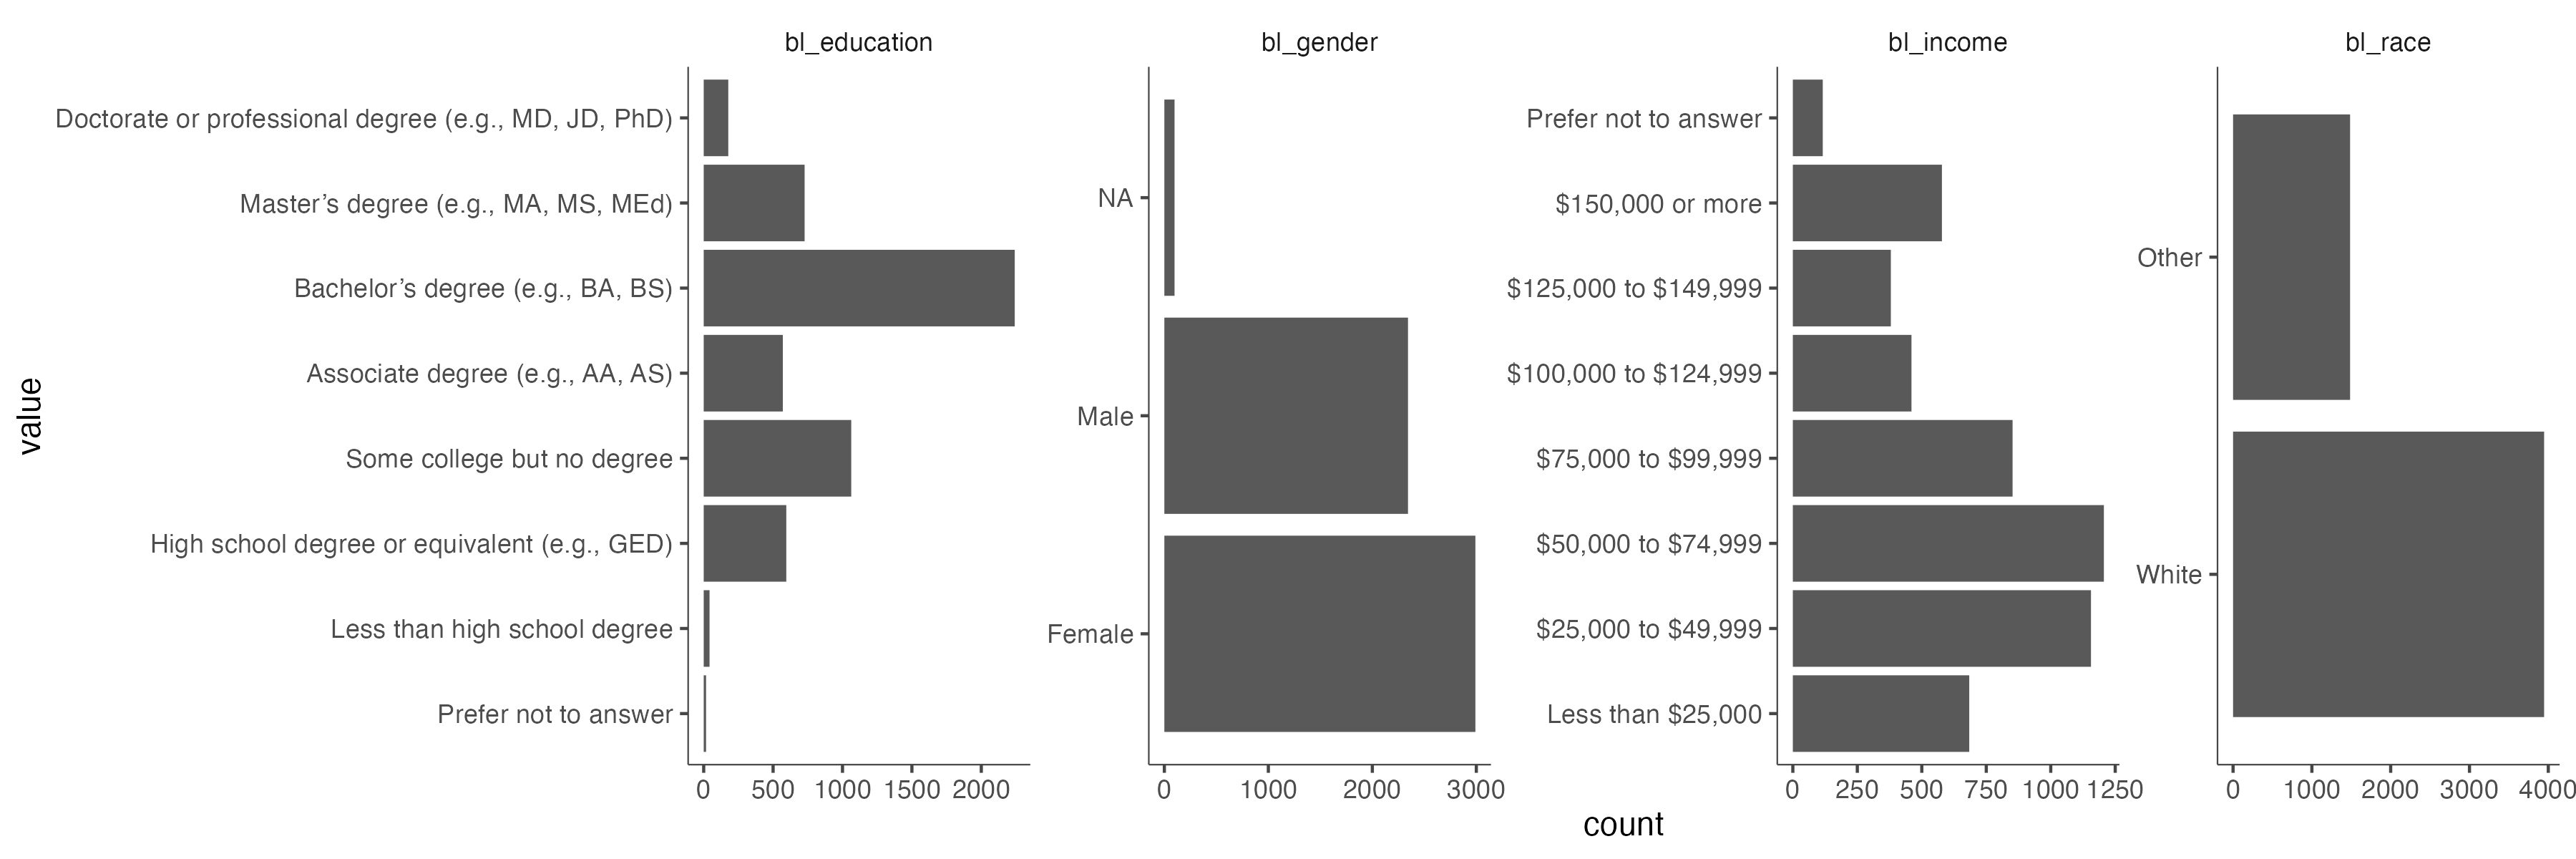 bl_education
bl_gender
bl_income
bl_race
value
Doctorate or professional degree (e.g., MD, JD, PhD)
Master’s degree (e.g., MA, MS, MEd)
Bachelor’s degree (e.g., BA, BS)
Associate degree (e.g., AA, AS)
Some college but no degree
High school degree or equivalent (e.g., GED)
Less than high school degree
Prefer not to answer
0 500 1000 1500 2000
NA
Male
Female
0 1000 2000 3000
Prefer not to answer
$150,000 or more
$125,000 to $149,999
$100,000 to $124,999
$75,000 to $99,999
$50,000 to $74,999
$25,000 to $49,999
Less than $25,000
0 250 500 750 1000 1250
Other
White
0 1000 2000 3000 4000
count